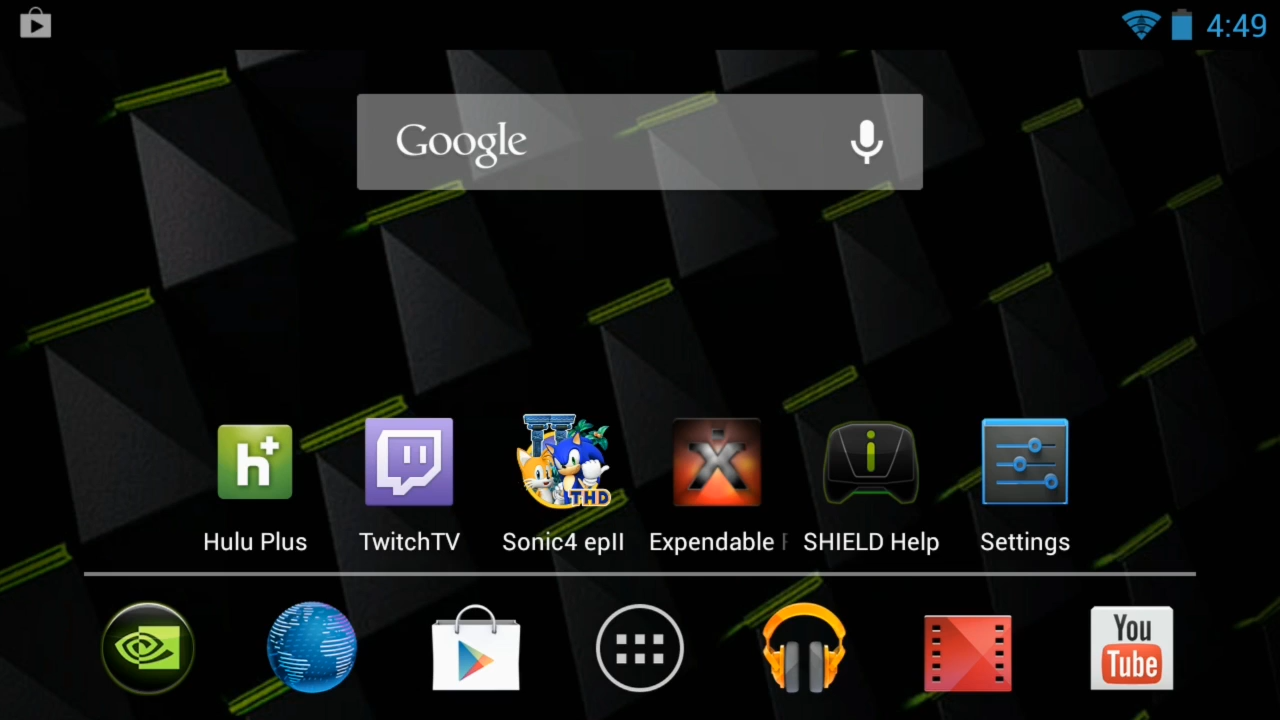 4:49
Google
THD
Hulu Plus
TwitchTV
Sonic4 epII
Expendable
SHIELD Help
Settings
You
Tube